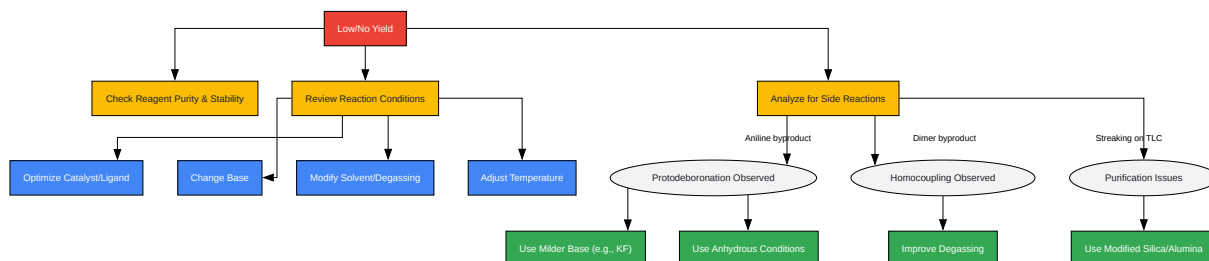 Low/No Yield
Check Reagent Purity & Stability
Review Reaction Conditions
Analyze for Side Reactions
Aniline byproduct
Dimer byproduct
Streaking on TLC
Optimize Catalyst/Ligand
Change Base
Modify Solvent/Degassing
Adjust Temperature
Protodeboronation Observed
Homocoupling Observed
Purification Issues
Use Milder Base (e.g., KF)
Use Anhydrous Conditions
Improve Degassing
Use Modified Silica/Alumina